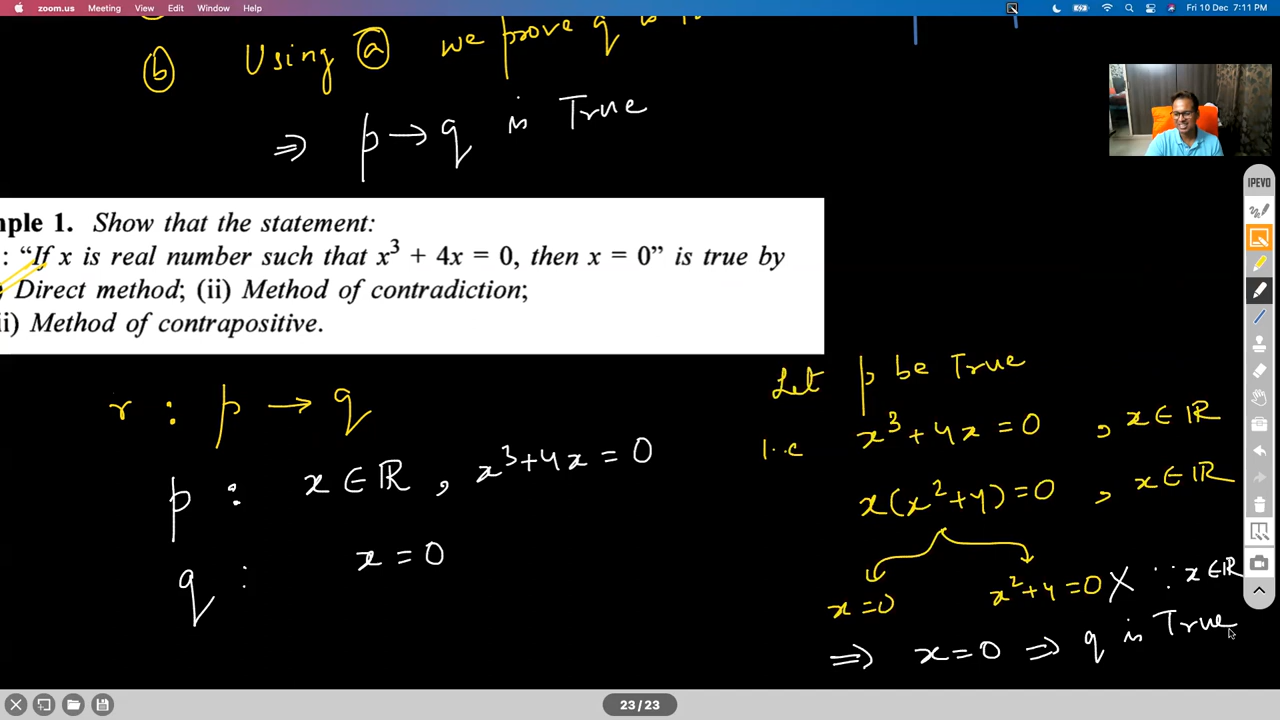 zoom.us Meeting View Edit Window Help Fri 10 Dec 7:11 PM
ⓑ Using ⓐ we prove q is
⇒ p → q is True
mple 1. Show that the statement:
: “If x is real number such that x³ + 4x = 0, then x = 0” is true by
Direct method; (ii) Method of contradiction;
ii) Method of contrapositive.
r : p → q
p : x ∈ ℝ , x³+4x = 0
q : x = 0
Let p be True
i.e x³+4x = 0 , x ∈ ℝ
x(x²+4) = 0 , x ∈ ℝ
x=0 x²+4=0 X ∵ x ∈ ℝ
⇒ x=0 ⇒ q is True
IPEVO
23/23